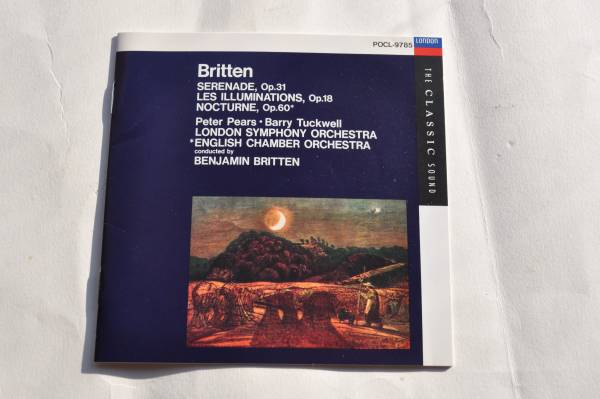 POCL-9785
LONDON
Britten
SERENADE, Op.31
LES ILLUMINATIONS, Op.18
NOCTURNE, Op.60*
Peter Pears · Barry Tuckwell
LONDON SYMPHONY ORCHESTRA
*ENGLISH CHAMBER ORCHESTRA
conducted by
BENJAMIN BRITTEN
THE CLASSIC SOUND